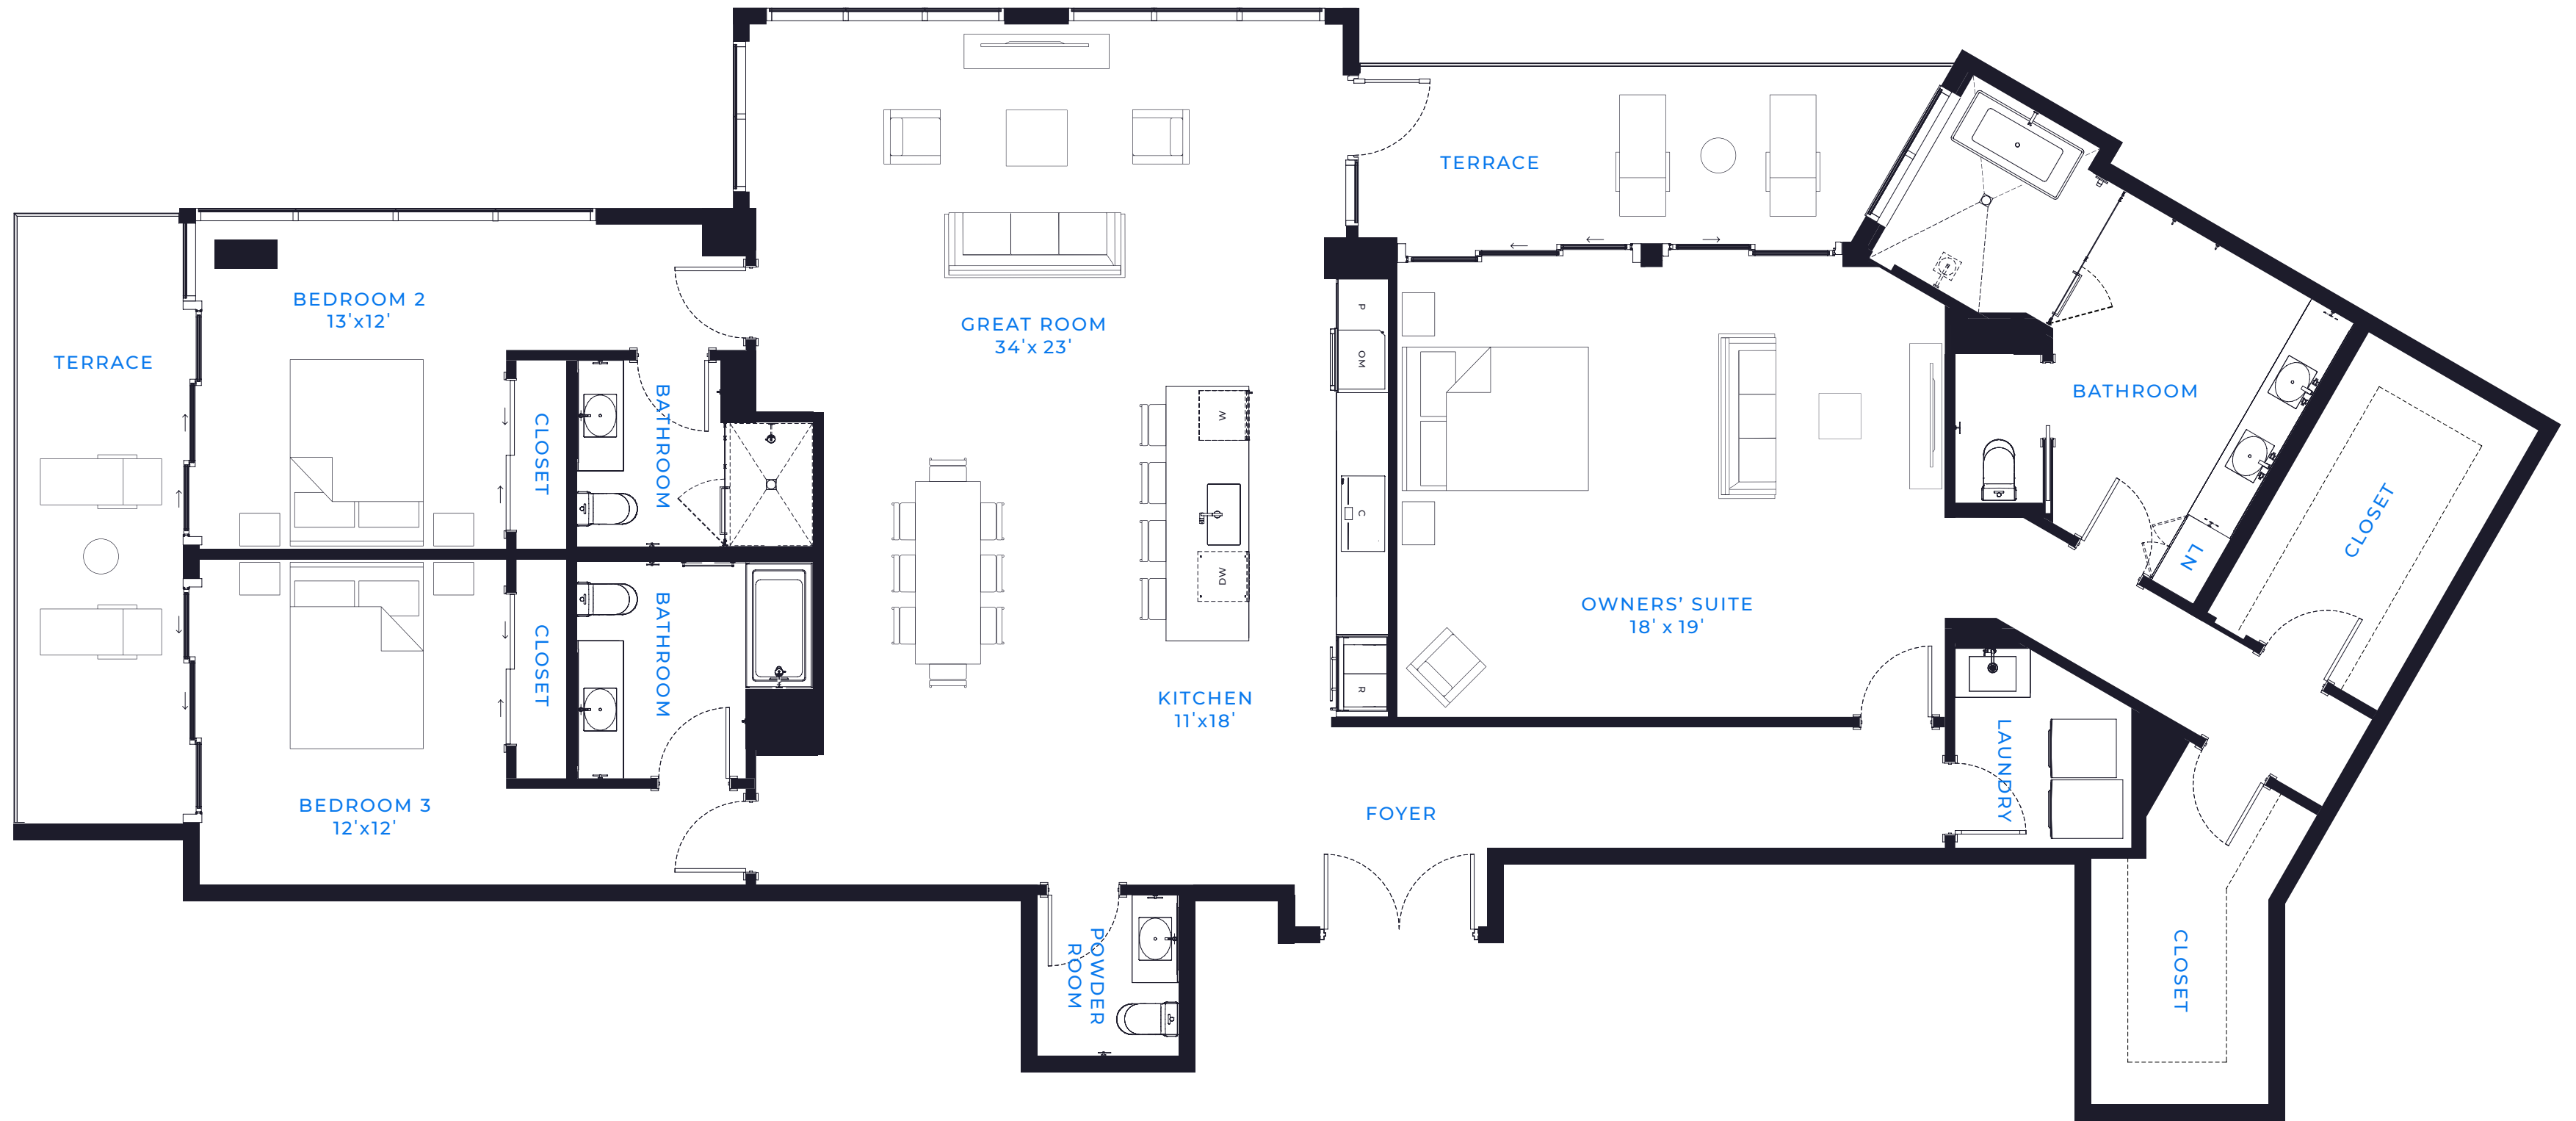 TERRACE
BEDROOM 2
13'x12'
CLOSET
BATHROOM
BEDROOM 3
12'x12'
CLOSET
BATHROOM
GREAT ROOM
34'x 23'
W
DW
KITCHEN
11'x18'
P
OM
C
R
POWDER
ROOM
FOYER
TERRACE
OWNERS’ SUITE
18' x 19'
BATHROOM
LN
CLOSET
LAUNDRY
CLOSET